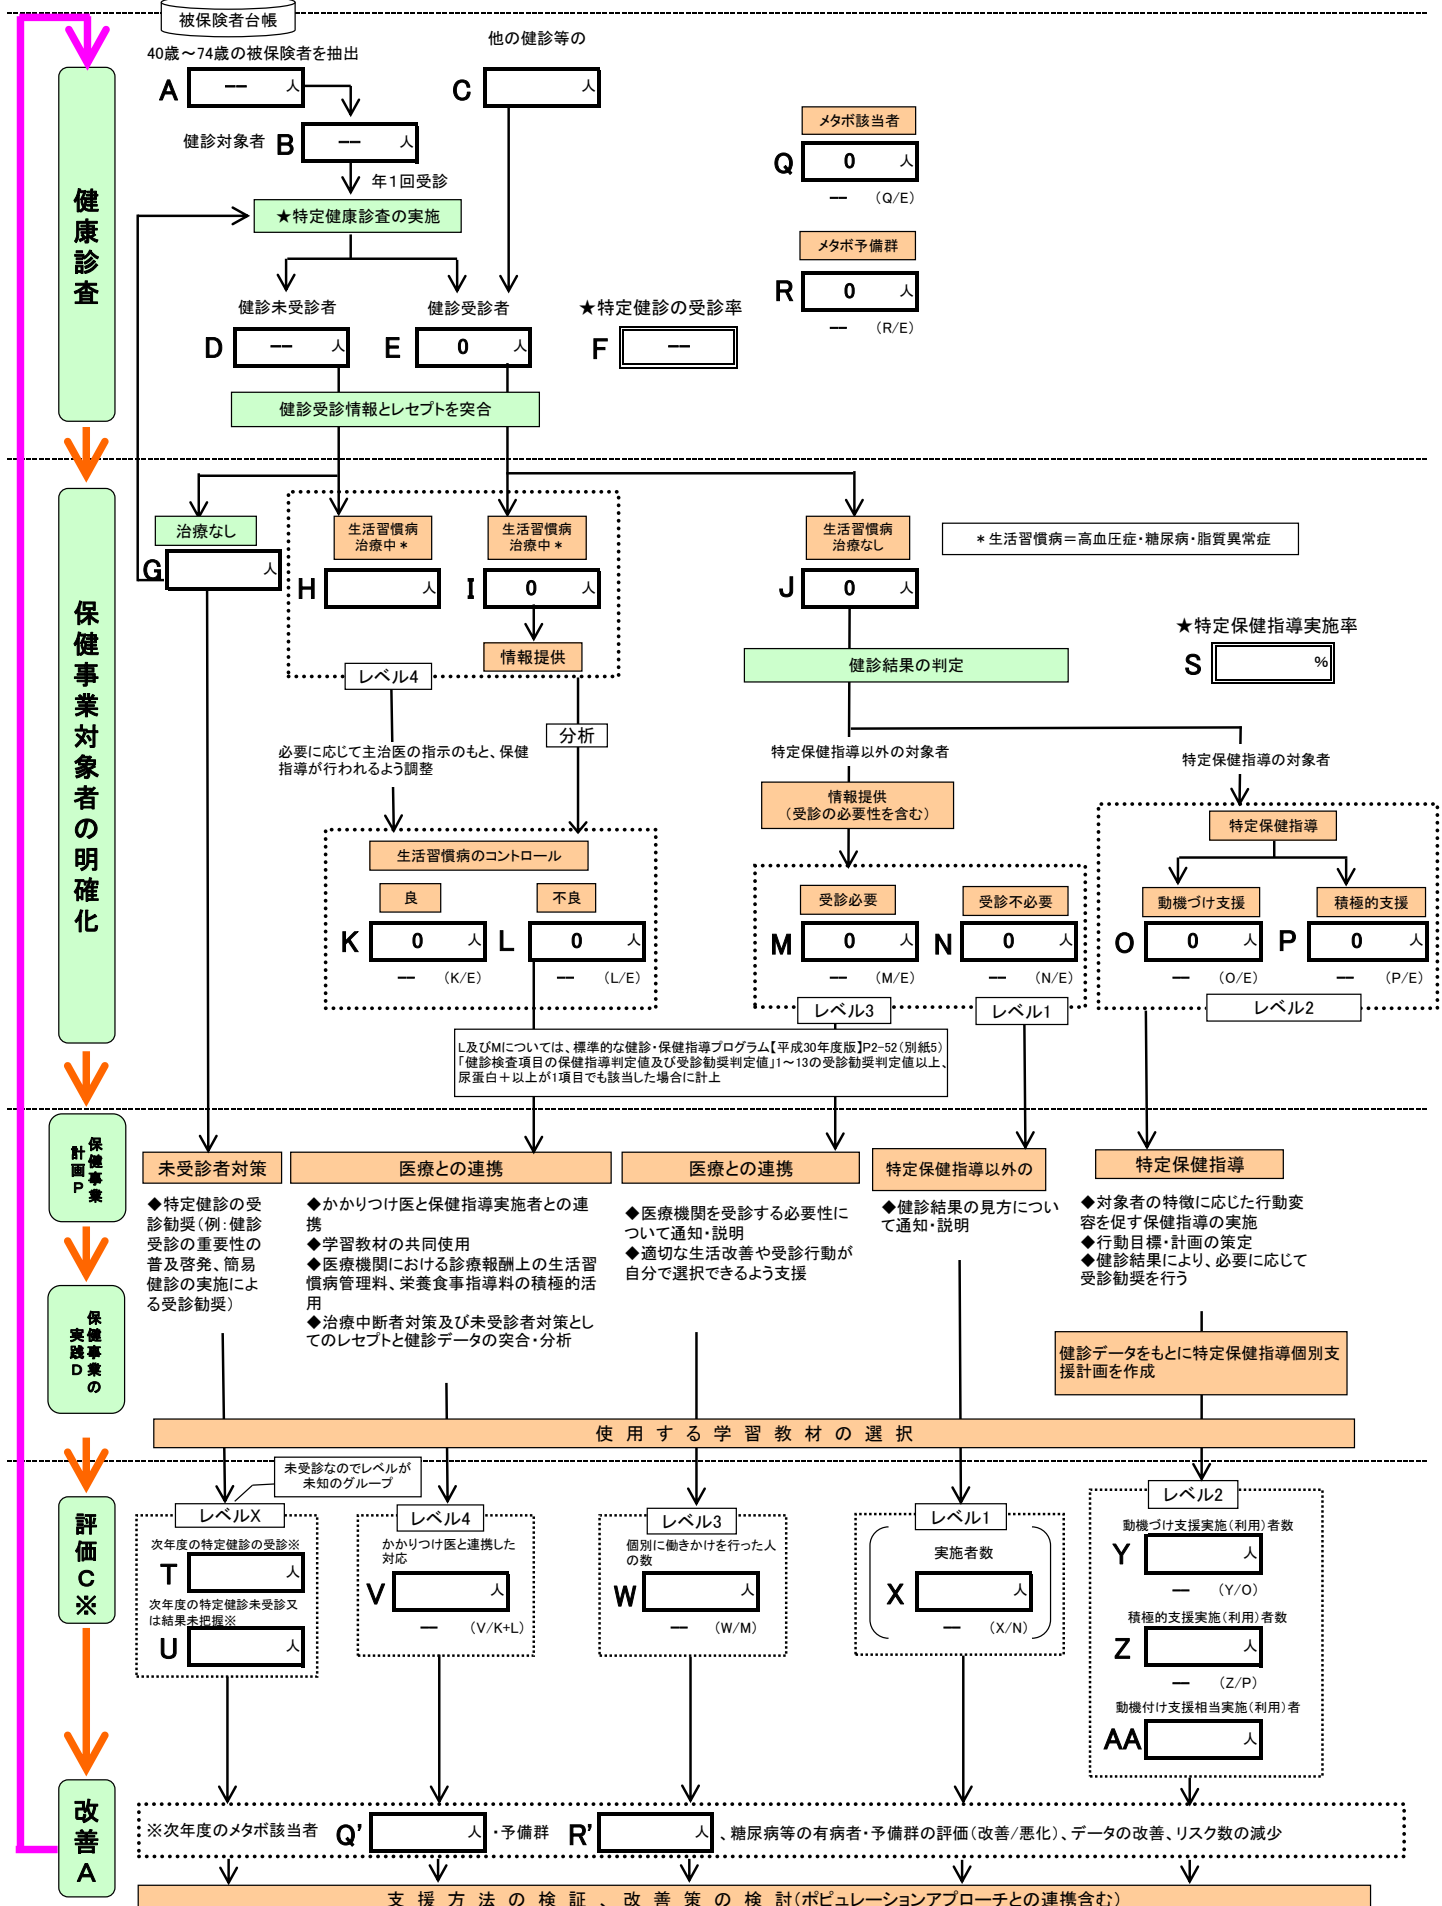 被保険者台帳
40歳～74歳の被保険者を抽出
他の健診等の
A -- 人
C 人
健診対象者 B -- 人
年1回受診
★特定健康診査の実施
メタボ該当者
Q 0 人
-- (Q/E)
メタボ予備群
R 0 人
-- (R/E)
健診未受診者
健診受診者
★特定健診の受診率
D -- 人
E 0 人
F --
健診受診情報とレセプトを突合
健康診査
保健事業対象者の明確化
治療なし
G 人
生活習慣病
治療中＊
H 人
生活習慣病
治療中＊
I 0 人
情報提供
レベル4
生活習慣病
治療なし
J 0 人
＊生活習慣病＝高血圧症・糖尿病・脂質異常症
★特定保健指導実施率
S %
健診結果の判定
分析
必要に応じて主治医の指示のもと、保健
指導が行われるよう調整
特定保健指導以外の対象者
特定保健指導の対象者
情報提供
（受診の必要性を含む）
特定保健指導
生活習慣病のコントロール
良
不良
K 0 人
L 0 人
-- (K/E)
-- (L/E)
受診必要
受診不必要
M 0 人
N 0 人
-- (M/E)
-- (N/E)
レベル3
レベル1
動機づけ支援
積極的支援
O 0 人
P 0 人
-- (O/E)
-- (P/E)
レベル2
L及びMについては、標準的な健診・保健指導プログラム【平成30年度版】P2-52（別紙5）
「健診検査項目の保健指導判定値及び受診勧奨判定値」1～13の受診勧奨判定値以上、
尿蛋白＋以上が1項目でも該当した場合に計上
保健事業
計画P
保健事業の
実践D
未受診者対策
◆特定健診の受
診勧奨（例：健診
受診の重要性の
普及啓発、簡易
健診の実施によ
る受診勧奨）
医療との連携
◆かかりつけ医と保健指導実施者との連
携
◆学習教材の共同使用
◆医療機関における診療報酬上の生活習
慣病管理料、栄養食事指導料の積極的活
用
◆治療中断者対策及び未受診者対策とし
てのレセプトと健診データの突合・分析
医療との連携
◆医療機関を受診する必要性に
ついて通知・説明
◆適切な生活改善や受診行動が
自分で選択できるよう支援
特定保健指導以外の
◆健診結果の見方につい
て通知・説明
特定保健指導
◆対象者の特徴に応じた行動変
容を促す保健指導の実施
◆行動目標・計画の策定
◆健診結果により、必要に応じて
受診勧奨を行う
健診データをもとに特定保健指導個別支
援計画を作成
使用する学習教材の選択
評価C※
未受診なのでレベルが
未知のグループ
レベルX
次年度の特定健診の受診※
T 人
次年度の特定健診未受診又
は結果未把握※
U 人
レベル4
かかりつけ医と連携した
対応
V 人
-- (V/K+L)
レベル3
個別に働きかけを行った人
の数
W 人
-- (W/M)
レベル1
実施者数
X 人
-- (X/N)
レベル2
動機づけ支援実施（利用）者数
Y 人
-- (Y/O)
積極的支援実施（利用）者数
Z 人
-- (Z/P)
動機付け支援相当実施（利用）者
AA 人
改善A
※次年度のメタボ該当者 Q' 人 ・予備群 R' 人 、糖尿病等の有病者・予備群の評価（改善/悪化）、データの改善、リスク数の減少
支援方法の検証、改善策の検討（ポピュレーションアプローチとの連携含む）